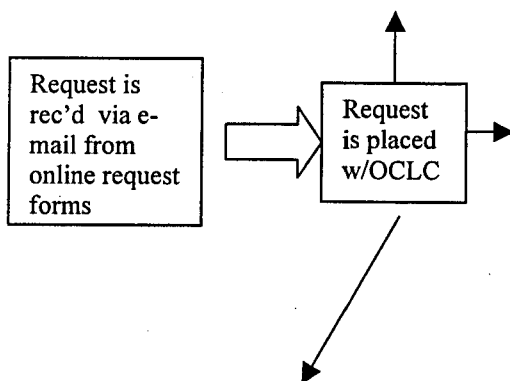 Request is
rec'd via e-
mail from
online request
forms
Request
is placed
w/OCLC